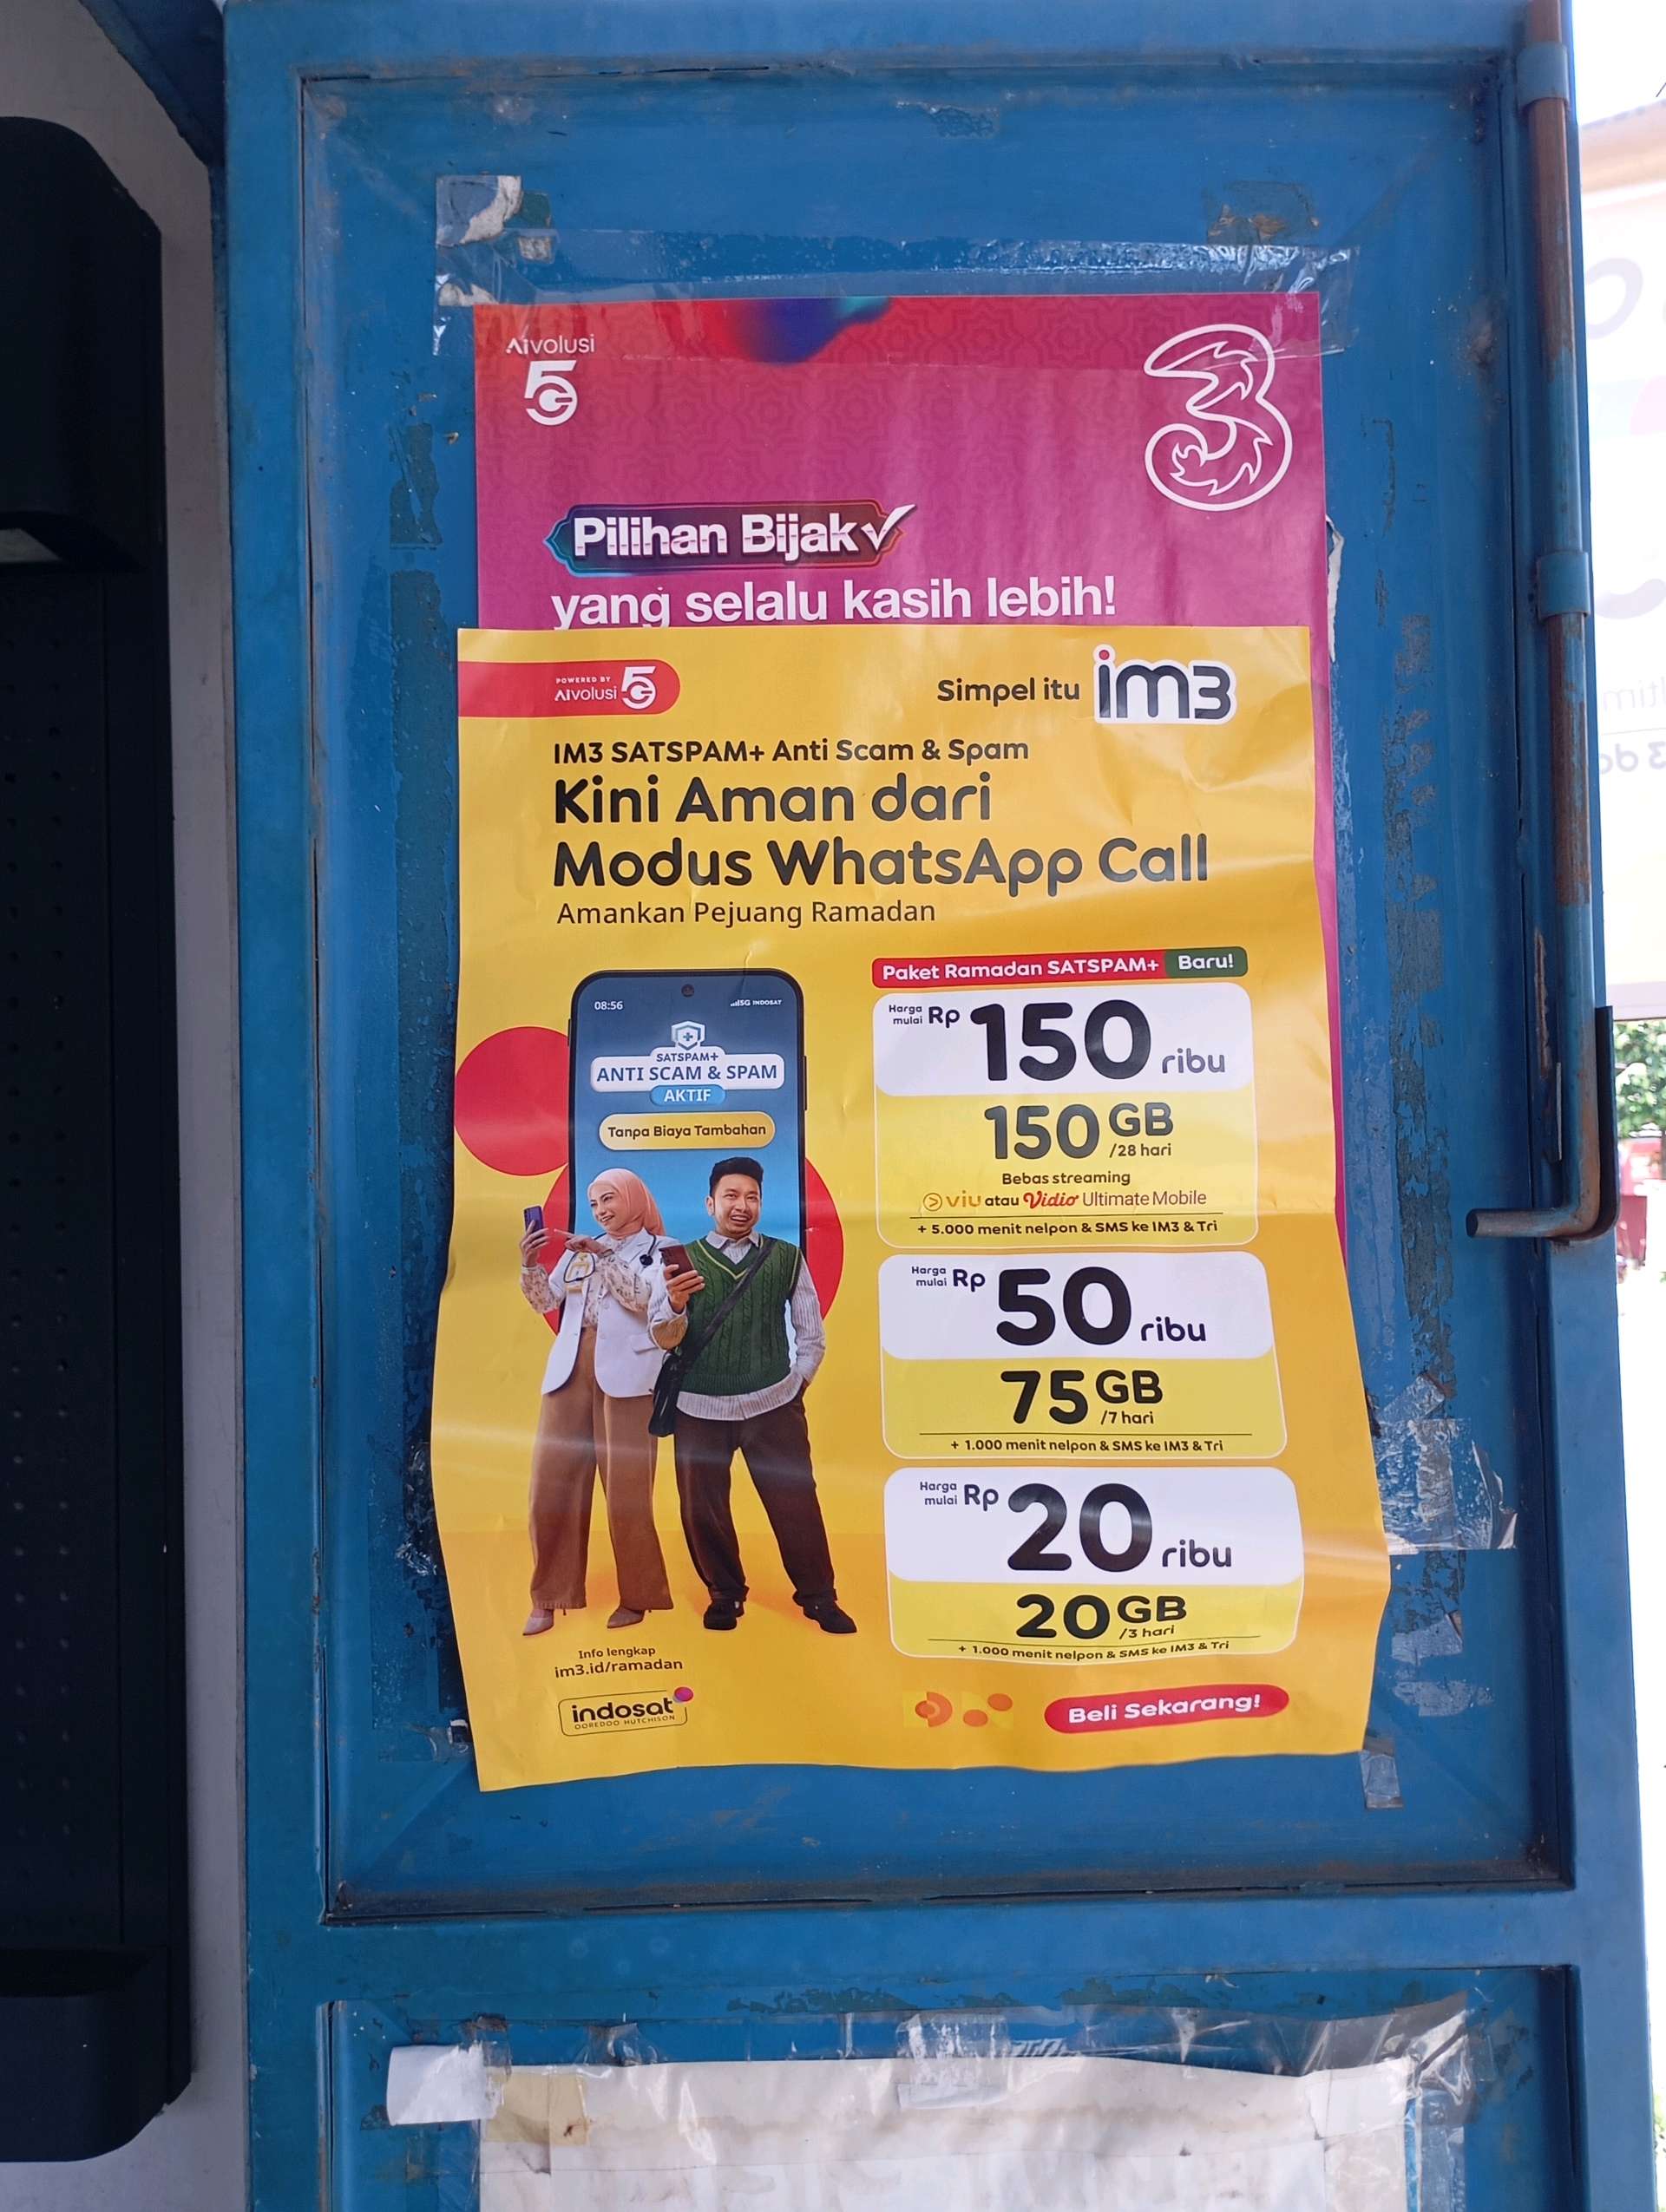 Aivolusi
5G
3
Pilihan Bijak
yang selalu kasih lebih!
POWERED BY
AIvolusi 5G
Simpel itu im3
IM3 SATSPAM+ Anti Scam & Spam
Kini Aman dari
Modus WhatsApp Call
Amankan Pejuang Ramadan
08:56
5G INDOSAT
SATSPAM+
ANTI SCAM & SPAM
AKTIF
Tanpa Biaya Tambahan
Paket Ramadan SATSPAM+ Baru!
Harga mulai Rp 150 ribu
150 GB
/28 hari
Bebas streaming
viu atau Vidio Ultimate Mobile
+ 5.000 menit nelpon & SMS ke IM3 & Tri
Harga mulai Rp 50 ribu
75 GB
/7 hari
+ 1.000 menit nelpon & SMS ke IM3 & Tri
Harga mulai Rp 20 ribu
20 GB
/3 hari
+ 1.000 menit nelpon & SMS ke IM3 & Tri
Info lengkap
im3.id/ramadan
indosat
OOREDOO HUTCHISON
Beli Sekarang!